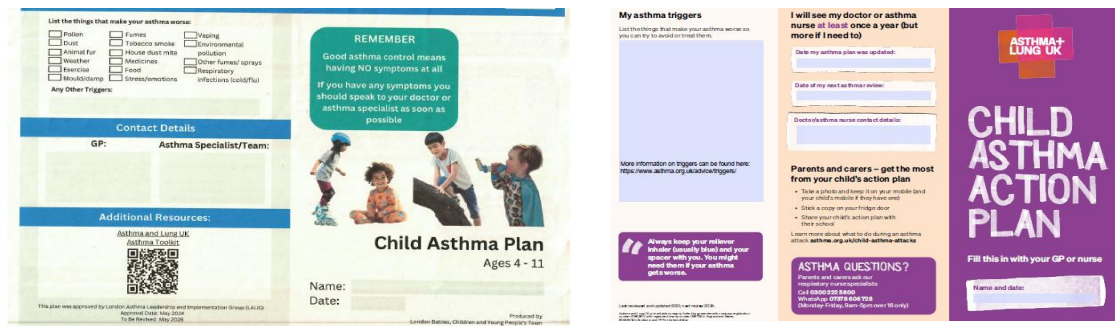 List the things that make your asthma worse:
Pollen
Dust
Animal fur
Weather
Exercise
Mould/damp
Fumes
Tobacco smoke
House dust mite
Medicines
Food
Stress/emotions
Vaping
Environmental
pollution
Other fumes/ sprays
Respiratory
infections (cold/flu)
Any Other Triggers:
Contact Details
GP:
Asthma Specialist/Team:
Additional Resources:
Asthma and Lung UK
Asthma Toolkit
This plan was approved by London Asthma Leadership and Implementation Group (LALIG)
Approval Date: May 2024
To Be Revised: May 2026
REMEMBER
Good asthma control means
having NO symptoms at all
If you have any symptoms you
should speak to your doctor or
asthma specialist as soon as
possible
Child Asthma Plan
Ages 4 - 11
Name:
Date:
Produced by
London Babies, Children and Young People's Team
My asthma triggers
List the things that make your asthma worse so
you can try to avoid or treat them.
More information on triggers can be found here:
https://www.asthma.org.uk/advice/triggers/
Always keep your reliever
inhaler (usually blue) and your
spacer with you. You might
need them if your asthma
gets worse.
I will see my doctor or asthma
nurse at least once a year (but
more if I need to)
Date my asthma plan was updated:
Date of my next asthma review:
Doctor/asthma nurse contact details:
Parents and carers – get the most
from your child's action plan
• Take a photo and keep it on your mobile (and
your child's mobile if they have one)
• Stick a copy on your fridge door
• Share your child's action plan with
their school
Learn more about what to do during an asthma
attack asthma.org.uk/child-asthma-attacks
ASTHMA QUESTIONS?
Parents and carers ask our
respiratory nurse specialists
Call 0300 222 5800
WhatsApp 07378 606 728
(Monday-Friday, 9am-5pm over 16 only)
ASTHMA+
LUNG UK
CHILD
ASTHMA
ACTION
PLAN
Fill this in with your GP or nurse
Name and date: